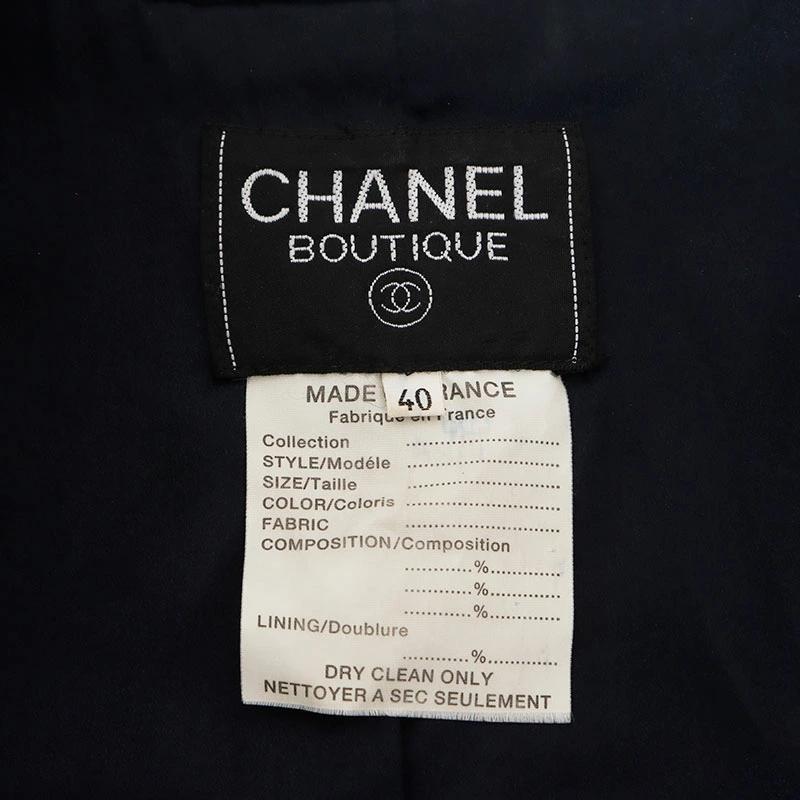 CHANEL
BOUTIQUE
MADE RANCE
40
Fabrique en France
Collection ........................
STYLE/Modéle ........................
SIZE/Taille ........................
COLOR/Coloris ........................
FABRIC ........................
COMPOSITION/Composition
............%............
............%............
............%............
LINING/Doublure
............%............
DRY CLEAN ONLY
NETTOYER A SEC SEULEMENT